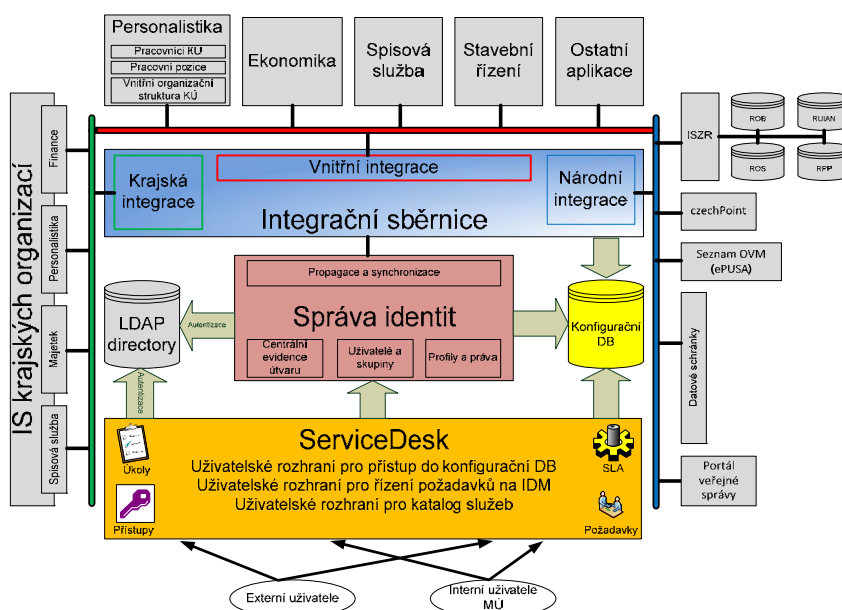 Personalistika
Pracovníci KÚ
Pracovní pozice
Vnitřní organizační
struktura KÚ
Ekonomika
Spisová
služba
Stavební
řízení
Ostatní
aplikace
IS krajských organizací
Finance
Personalistika
Majetek
Spisová služba
Krajská
integrace
Vnitřní integrace
Národní
integrace
Integrační sběrnice
ISZR
ROB
RUIAN
ROS
RPP
czechPoint
Seznam OVM
(ePUSA)
Datové schránky
Portál
veřejné
správy
Propagace a synchronizace
Správa identit
Centrální
evidence
útvaru
Uživatelé a
skupiny
Profily a práva
LDAP
directory
Autentizace
Autentizace
Konfigurační
DB
ServiceDesk
Uživatelské rozhraní pro přístup do konfigurační DB
Uživatelské rozhraní pro řízení požadavků na IDM
Uživatelské rozhraní pro katalog služeb
Úkoly
Přístupy
SLA
Požadavky
Externí uživatele
Interní uživatele
MÚ